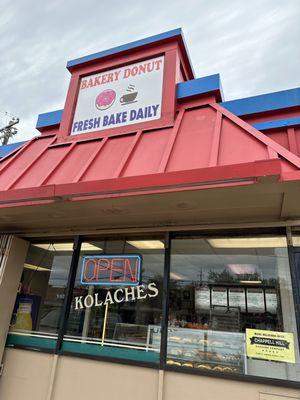 BAKERY DONUT
FRESH BAKE DAILY
OPEN
KOLACHES
CHAPPELL HILL